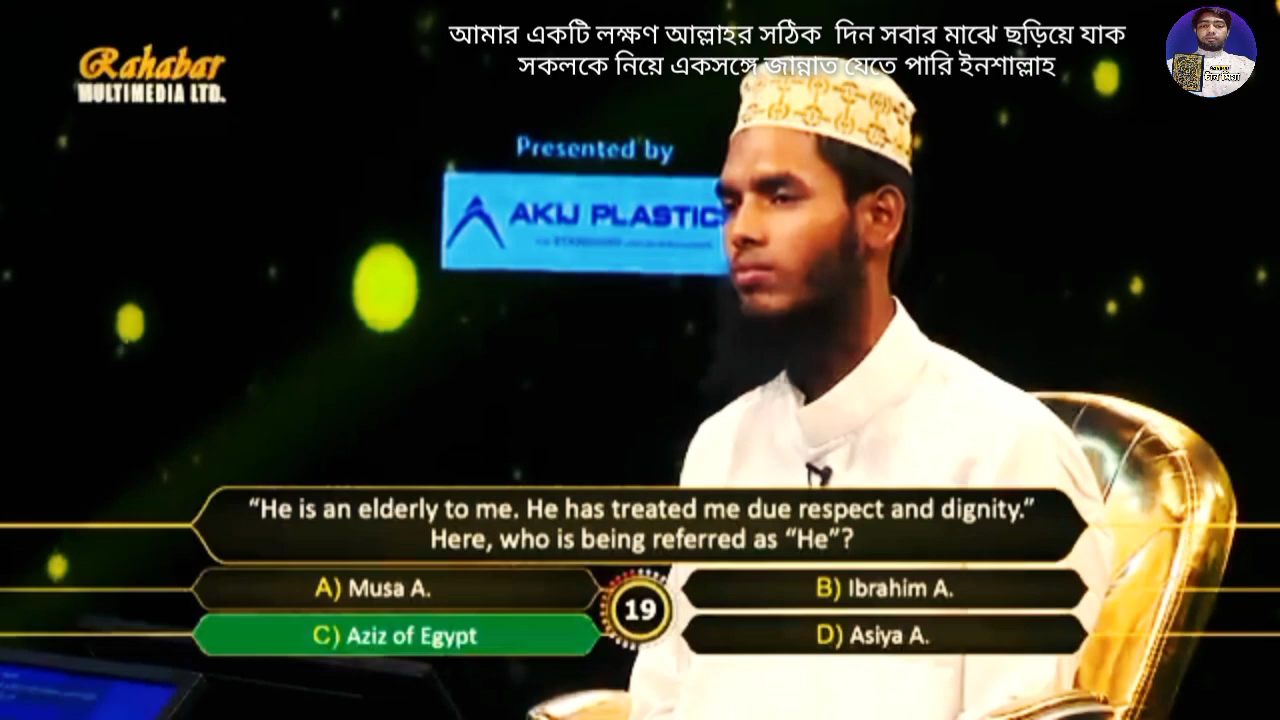 আমার একটি লক্ষণ আল্লাহর সঠিক দিন সবার মাঝে ছড়িয়ে যাক
সকলকে নিয়ে একসঙ্গে জান্নাত যেতে পারি ইনশাল্লাহ
Rahabar
MULTIMEDIA LTD.
Presented by
AKIJ PLASTIC
“He is an elderly to me. He has treated me due respect and dignity.”
Here, who is being referred as “He”?
A) Musa A.
B) Ibrahim A.
19
C) Aziz of Egypt
D) Asiya A.